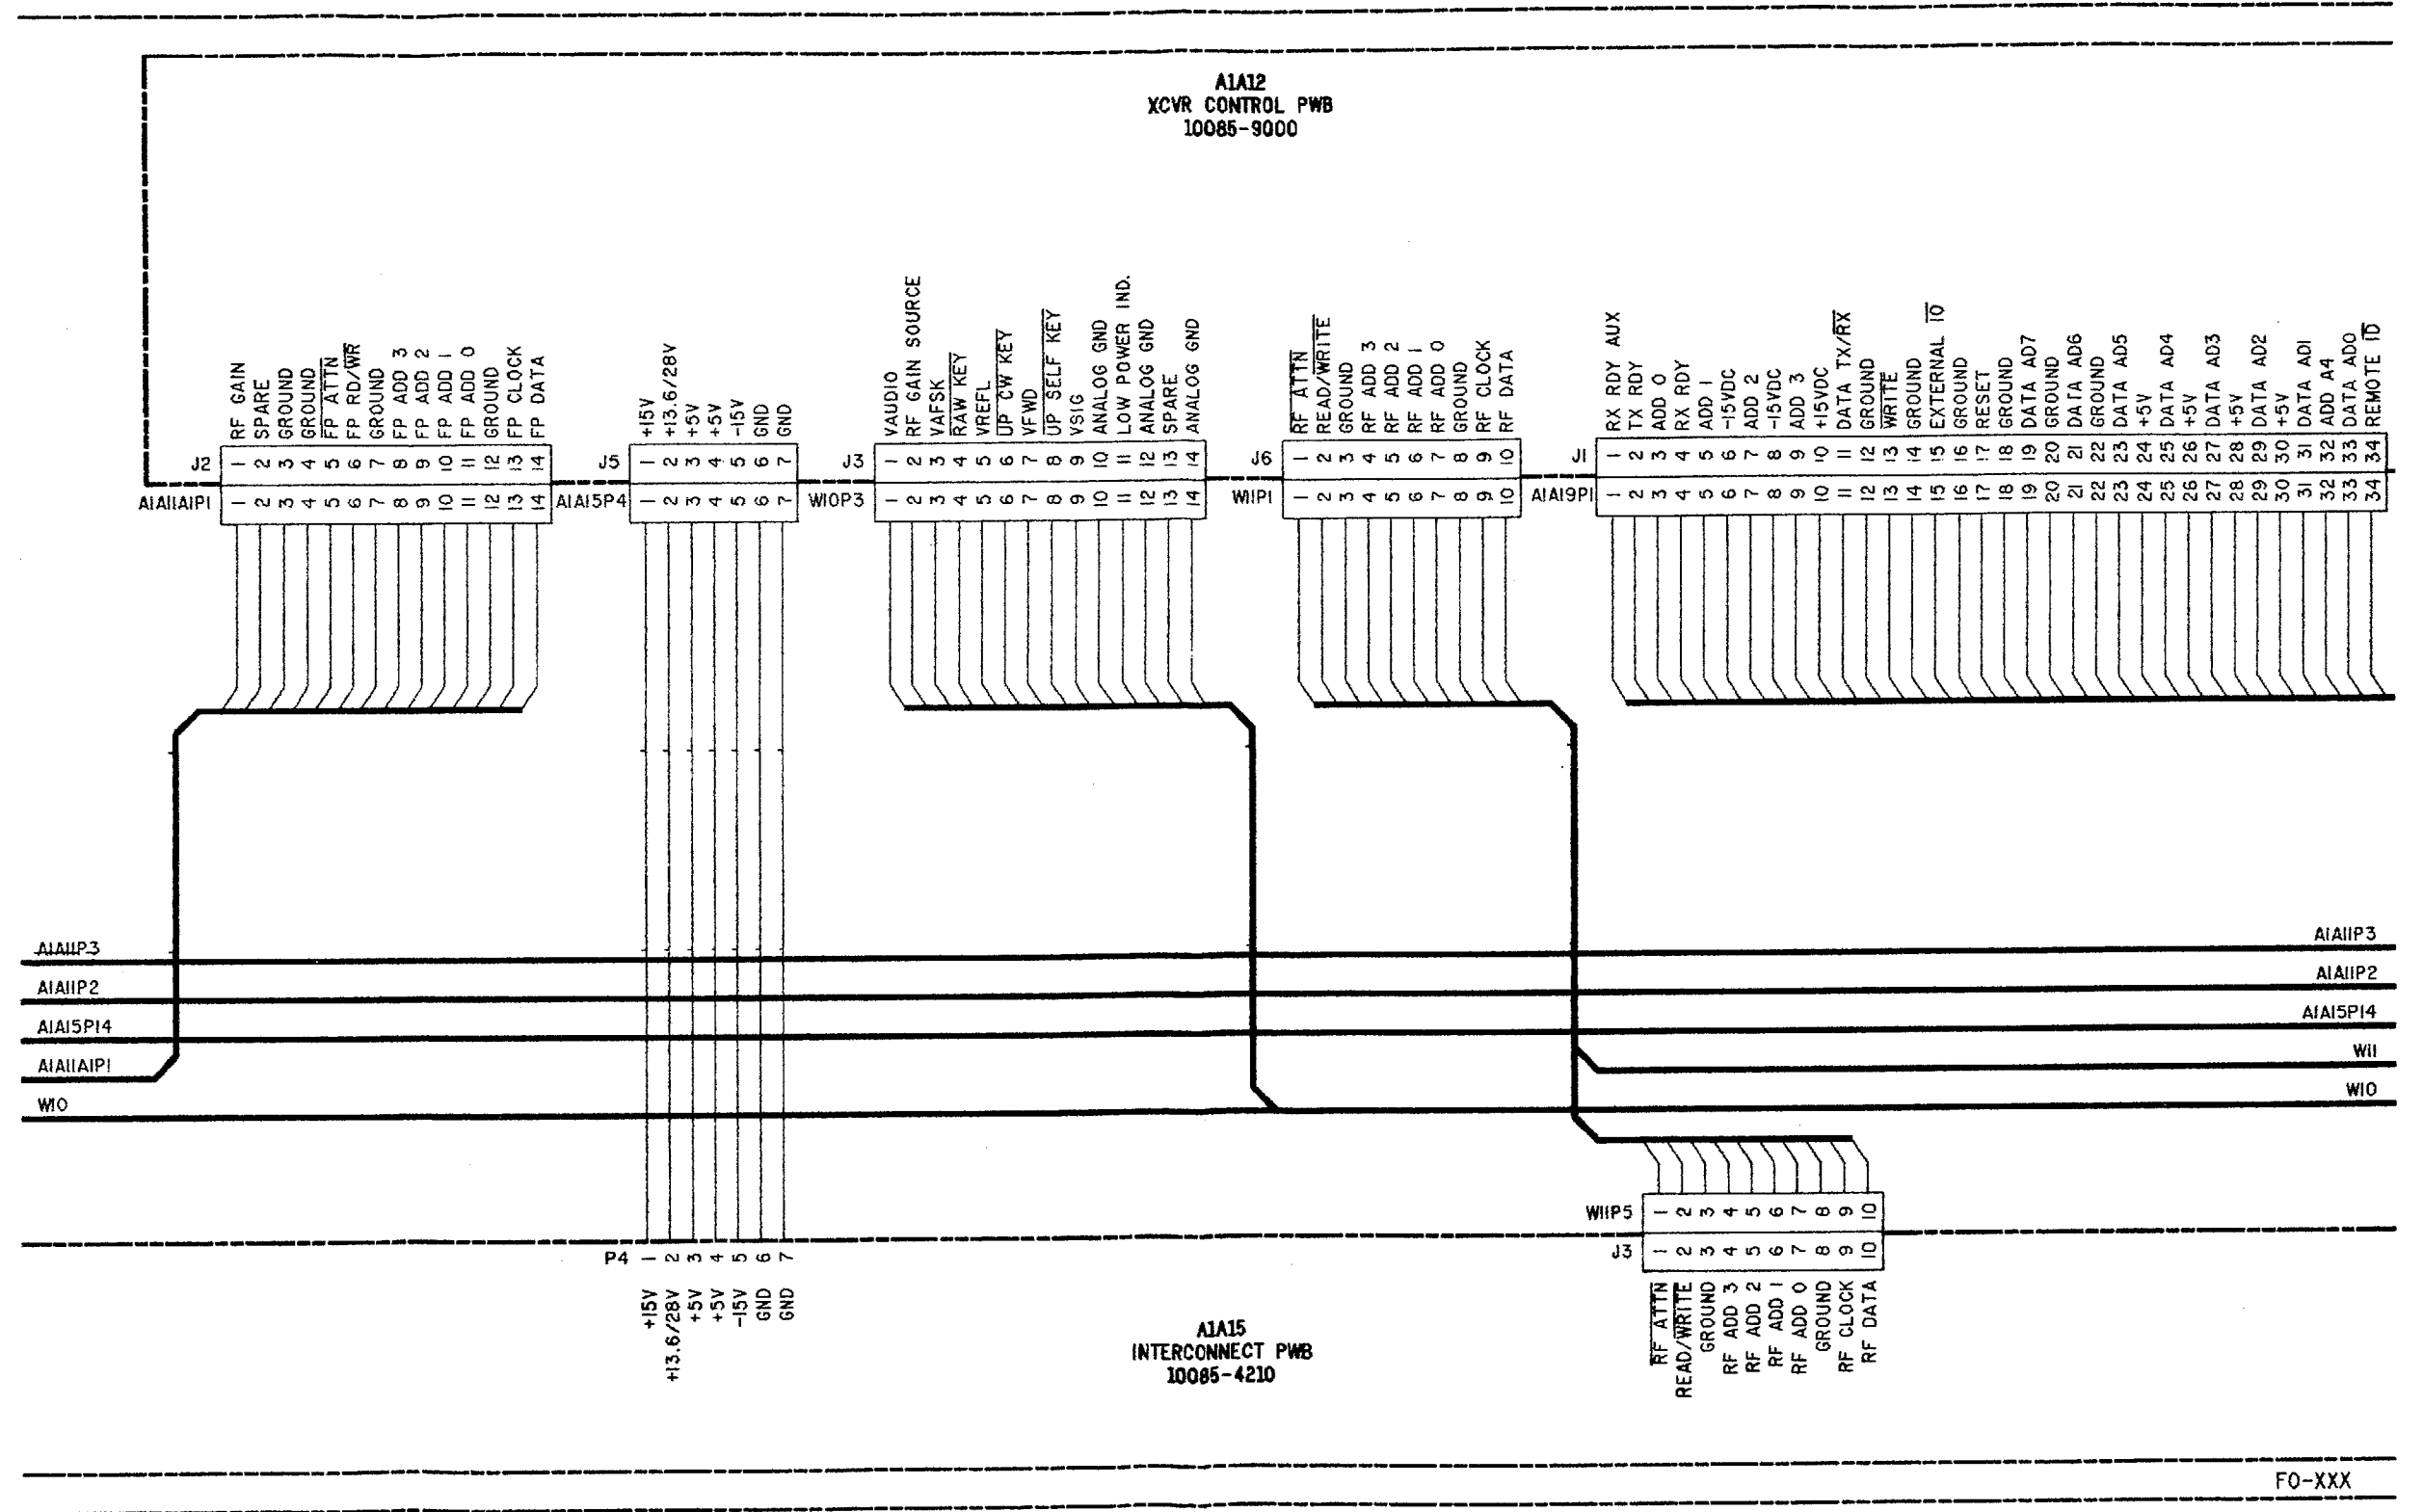 A1A12
XCVR CONTROL PWB
10085-9000
RF GAIN
SPARE
GROUND
GROUND
FP ATTN
FP RD/WR
GROUND
FP ADD 3
FP ADD 2
FP ADD 1
FP ADD 0
GROUND
FP CLOCK
FP DATA
J2 1 2 3 4 5 6 7 8 9 10 11 12 13 14
A1A11A1P1 1 2 3 4 5 6 7 8 9 10 11 12 13 14
+15V
+13.6/28V
+5V
+5V
-15V
GND
GND
J5 1 2 3 4 5 6 7
A1A15P4 1 2 3 4 5 6 7
VAUDIO
RF GAIN SOURCE
VAFSK
RAW KEY
VREFL
UP CW KEY
VFWD
UP SELF KEY
VSIG
ANALOG GND
LOW POWER IND.
ANALOG GND
SPARE
ANALOG GND
J3 1 2 3 4 5 6 7 8 9 10 11 12 13 14
W10P3 1 2 3 4 5 6 7 8 9 10 11 12 13 14
RF ATTN
READ/WRITE
GROUND
RF ADD 3
RF ADD 2
RF ADD 1
RF ADD 0
GROUND
RF CLOCK
RF DATA
J6 1 2 3 4 5 6 7 8 9 10
W11P1 1 2 3 4 5 6 7 8 9 10
RX RDY AUX
TX RDY
ADD 0
RX RDY
ADD 1
-15VDC
ADD 2
-15VDC
ADD 3
+15VDC
DATA TX/RX
GROUND
WRITE
GROUND
EXTERNAL IO
GROUND
RESET
GROUND
DATA AD7
GROUND
DATA AD6
GROUND
DATA AD5
+5V
DATA AD4
+5V
DATA AD3
+5V
DATA AD2
+5V
DATA AD1
ADD A4
DATA AD0
REMOTE ID
J1 1 2 3 4 5 6 7 8 9 10 11 12 13 14 15 16 17 18 19 20 21 22 23 24 25 26 27 28 29 30 31 32 33 34
A1A19P1 1 2 3 4 5 6 7 8 9 10 11 12 13 14 15 16 17 18 19 20 21 22 23 24 25 26 27 28 29 30 31 32 33 34
A1A11P3 A1A11P3
A1A11P2 A1A11P2
A1A15P14 A1A15P14
A1A11A1P1 W11
W10 W10
W11P5 1 2 3 4 5 6 7 8 9 10
J3 1 2 3 4 5 6 7 8 9 10
RF ATTN
READ/WRITE
GROUND
RF ADD 3
RF ADD 2
RF ADD 1
RF ADD 0
GROUND
RF CLOCK
RF DATA
P4 1 2 3 4 5 6 7
+15V
+13.6/28V
+5V
+5V
-15V
GND
GND
A1A15
INTERCONNECT PWB
10085-4210
FO-XXX